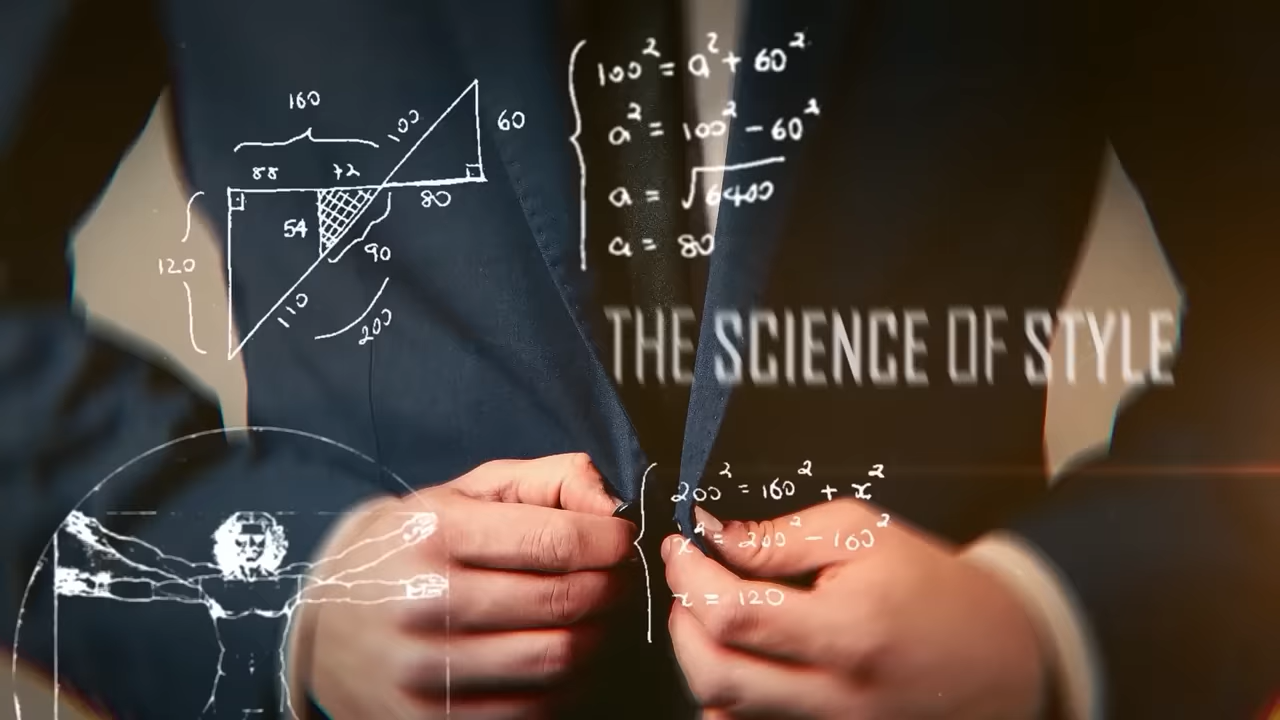 160
100
60
88
72
80
120
54
90
110
200
100² = a² + 60²
a² = 100² - 60²
a = √6400
a = 80
THE SCIENCE OF STYLE
200² = 160² + x²
x² = 200² - 160²
x = 120